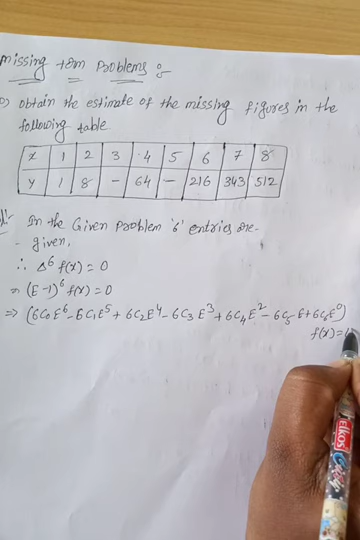 missing term problems :-
obtain the estimate of the missing figures in the
following table
x 1 2 3 4 5 6 7 8
y 1 8 - 64 - 216 343 512
In the Given problem '6' entries are
given,
∴ Δ⁶ f(x) = 0
⇒ (E-1)⁶ f(x) = 0
⇒ (6C₀E⁶ - 6C₁E⁵ + 6C₂E⁴ - 6C₃E³ + 6C₄E² - 6C₅E + 6C₆E⁰)
f(x) =
ELKOS